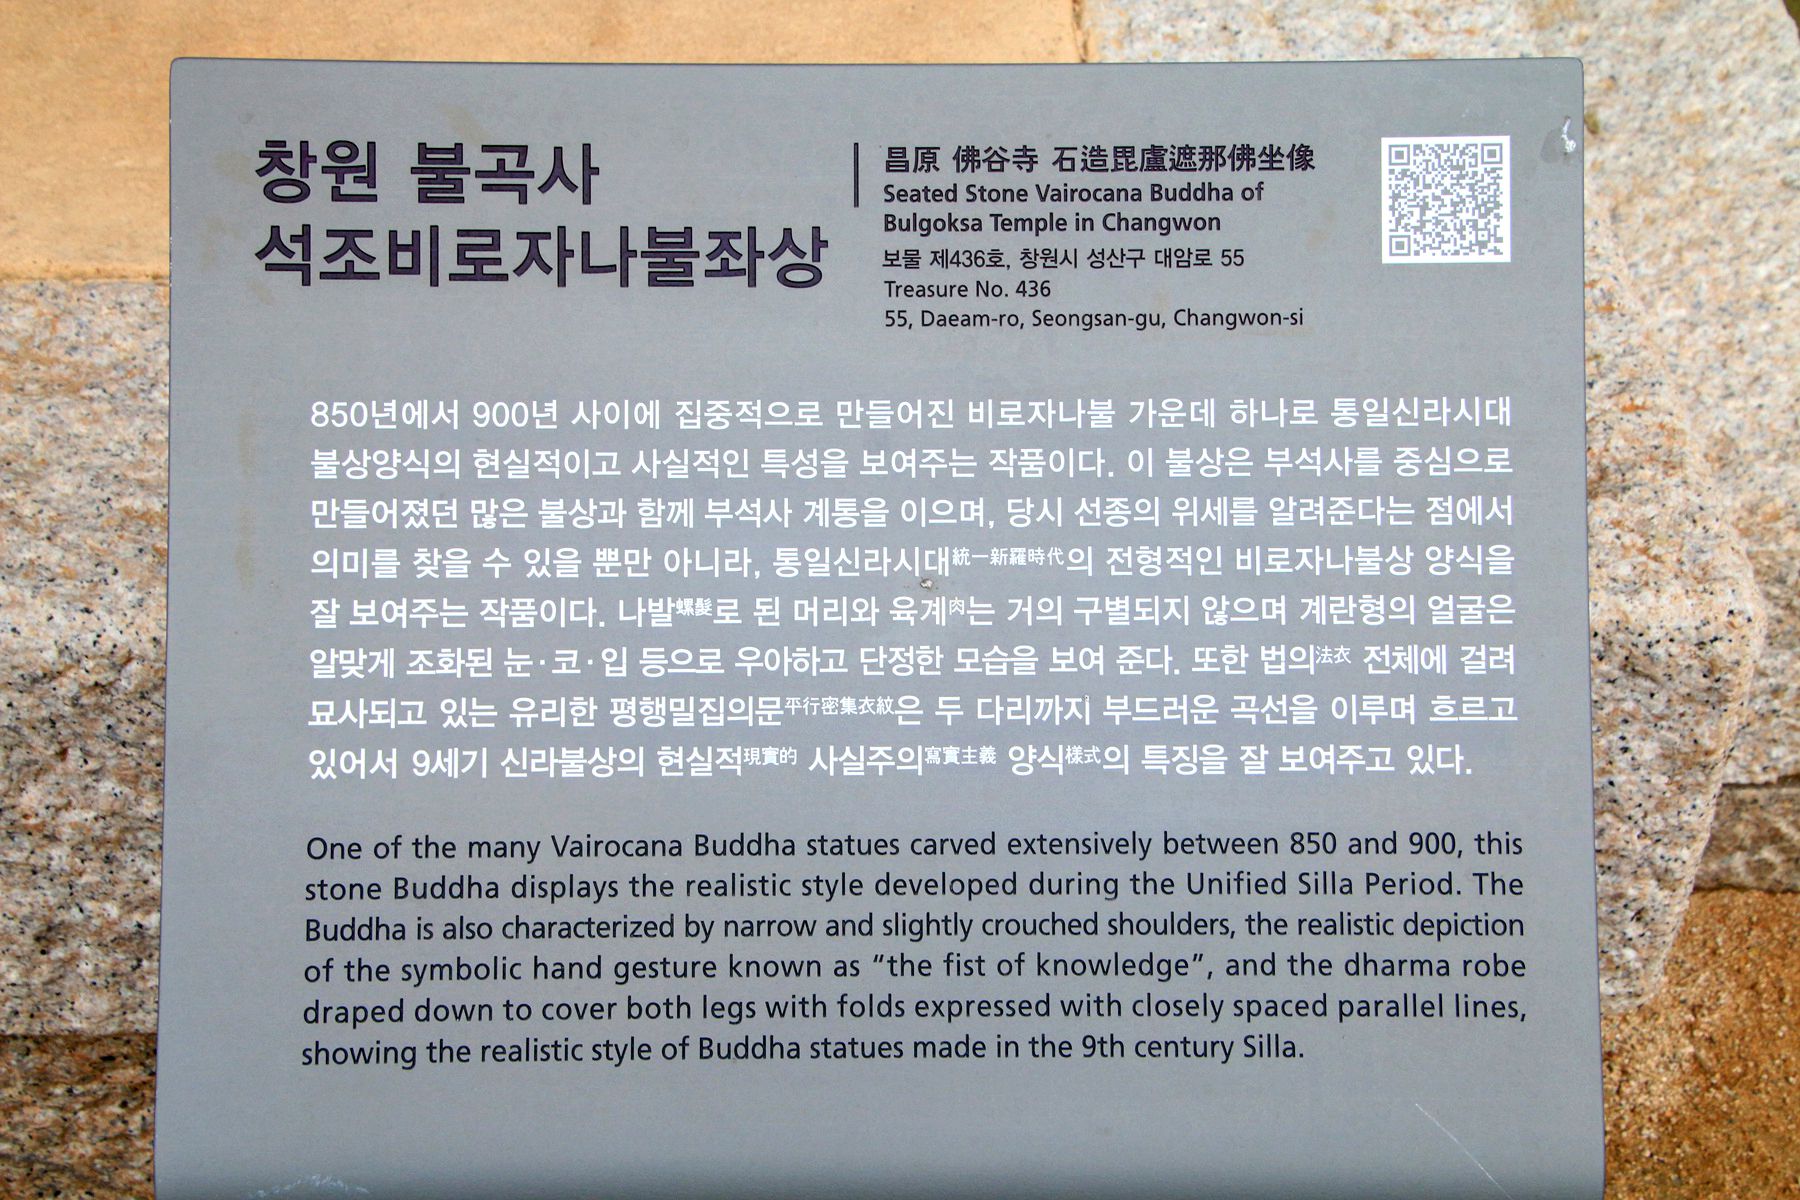 창원 불곡사
석조비로자나불좌상
昌原 佛谷寺 石造毘盧遮那佛坐像
Seated Stone Vairocana Buddha of
Bulgoksa Temple in Changwon
보물 제436호, 창원시 성산구 대암로 55
Treasure No. 436
55, Daeam-ro, Seongsan-gu, Changwon-si
850년에서 900년 사이에 집중적으로 만들어진 비로자나불 가운데 하나로 통일신라시대
불상양식의 현실적이고 사실적인 특성을 보여주는 작품이다. 이 불상은 부석사를 중심으로
만들어졌던 많은 불상과 함께 부석사 계통을 이으며, 당시 선종의 위세를 알려준다는 점에서
의미를 찾을 수 있을 뿐만 아니라, 통일신라시대統一新羅時代의 전형적인 비로자나불상 양식을
잘 보여주는 작품이다. 나발螺髮로 된 머리와 육계肉는 거의 구별되지 않으며 계란형의 얼굴은
알맞게 조화된 눈·코·입 등으로 우아하고 단정한 모습을 보여 준다. 또한 법의法衣 전체에 걸려
묘사되고 있는 유리한 평행밀집의문平行密集衣紋은 두 다리까지 부드러운 곡선을 이루며 흐르고
있어서 9세기 신라불상의 현실적現實的 사실주의寫實主義 양식樣式의 특징을 잘 보여주고 있다.
One of the many Vairocana Buddha statues carved extensively between 850 and 900, this
stone Buddha displays the realistic style developed during the Unified Silla Period. The
Buddha is also characterized by narrow and slightly crouched shoulders, the realistic depiction
of the symbolic hand gesture known as “the fist of knowledge”, and the dharma robe
draped down to cover both legs with folds expressed with closely spaced parallel lines,
showing the realistic style of Buddha statues made in the 9th century Silla.